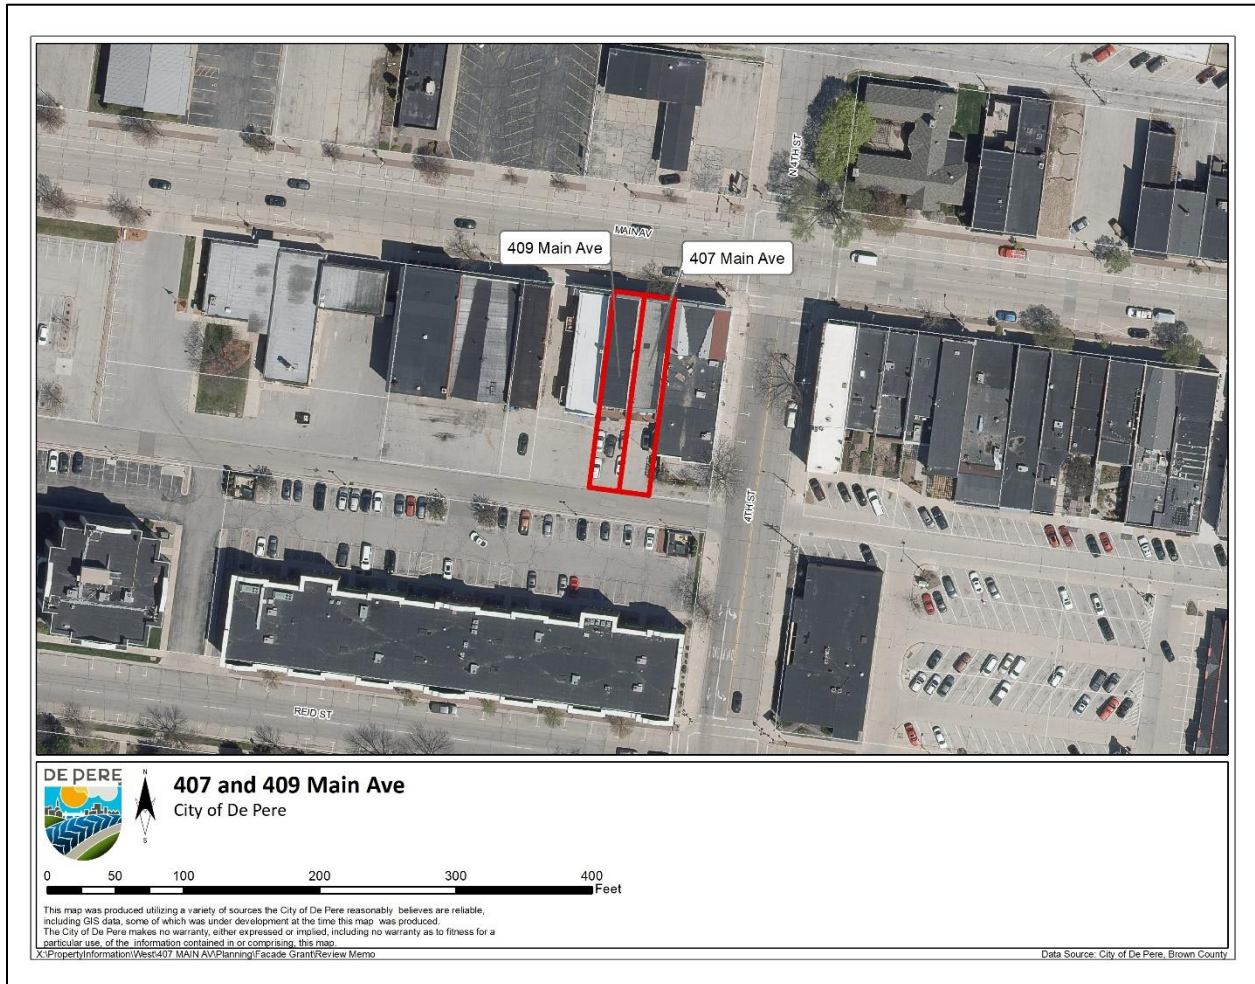 N 4TH ST
MAIN AV
409 Main Ave
407 Main Ave
4TH ST
REID ST
DE PERE
N
S
407 and 409 Main Ave
City of De Pere
0 50 100 200 300 400
Feet
This map was produced utilizing a variety of sources the City of De Pere reasonably believes are reliable,
including GIS data, some of which was under development at the time this map was produced.
The City of De Pere makes no warranty, either expressed or implied, including no warranty as to fitness for a
particular use, of the information contained in or comprising, this map.
X:\PropertyInformation\West\407 MAIN AV\Planning\Facade Grant\Review Memo
Data Source: City of De Pere, Brown County